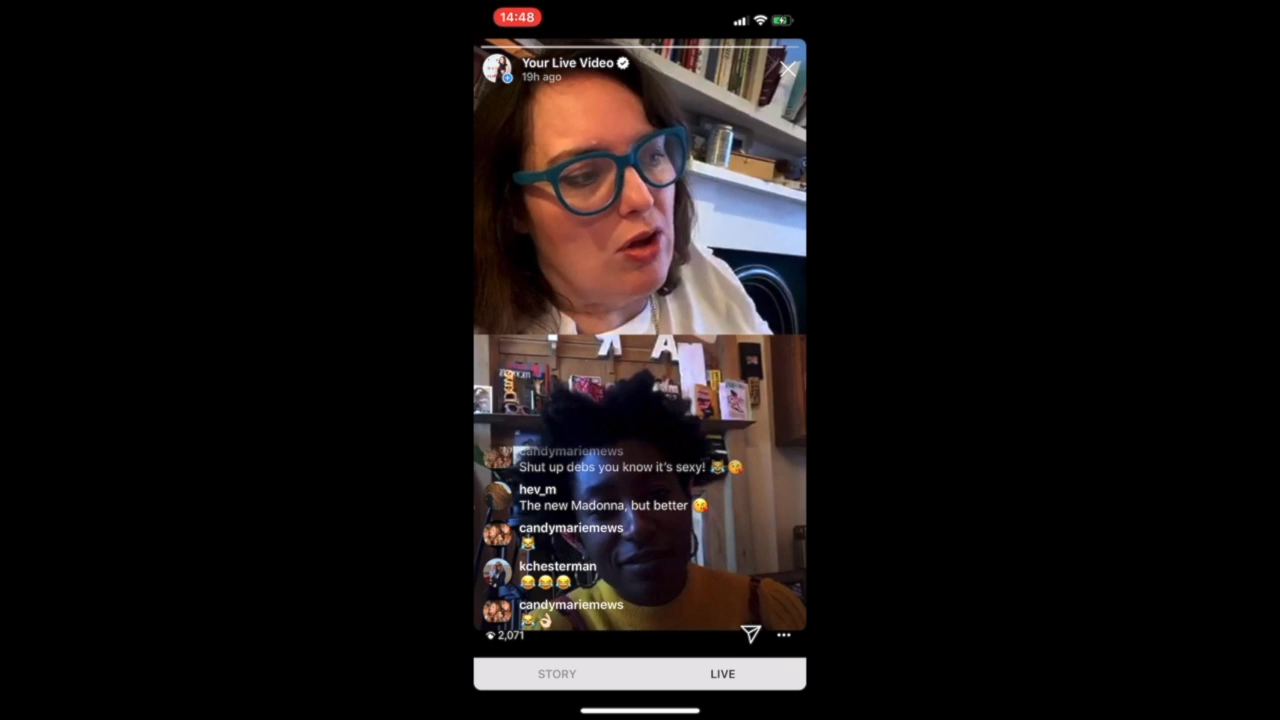 14:48
Your Live Video
19h ago
candymariemews
Shut up debs you know it's sexy! 😹😘
hev_m
The new Madonna, but better 😘
candymariemews
😹
kchesterman
😂😂😂
candymariemews
😹👌🏻
2,071
STORY
LIVE